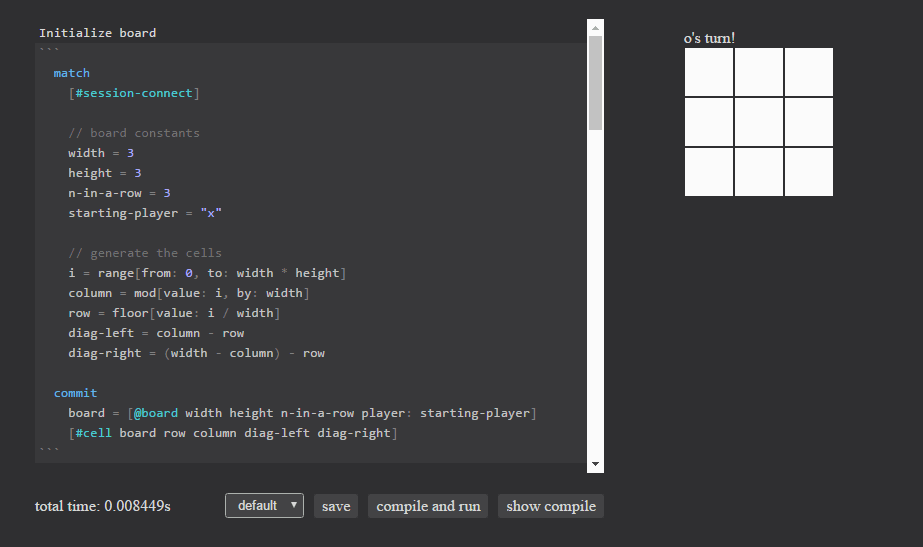 Initialize board
```
match
[#session-connect]
// board constants
width = 3
height = 3
n-in-a-row = 3
starting-player = "x"
// generate the cells
i = range[from: 0, to: width * height]
column = mod[value: i, by: width]
row = floor[value: i / width]
diag-left = column - row
diag-right = (width - column) - row
commit
board = [@board width height n-in-a-row player: starting-player]
[#cell board row column diag-left diag-right]
```
total time: 0.008449s
default
save
compile and run
show compile
o's turn!